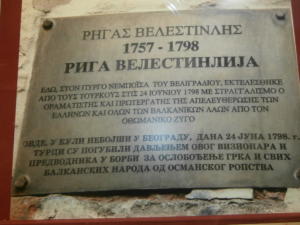 ΡΗΓΑΣ ΒΕΛΕΣΤΙΝΛΗΣ
1757 - 1798
РИГА ВЕЛЕСТИНЛИЈА
ΕΔΩ, ΣΤΟΝ ΠΥΡΓΟ ΝΕΜΠΟΪΣΑ ΤΟΥ ΒΕΛΙΓΡΑΔΙΟΥ, ΕΚΤΕΛΕΣΘΗΚΕ
ΑΠΟ ΤΟΥΣ ΤΟΥΡΚΟΥΣ ΣΤΙΣ 24 ΙΟΥΝΙΟΥ 1798 ΜΕ ΣΤΡΑΓΓΑΛΙΣΜΟ Ο
ΟΡΑΜΑΤΙΣΤΗΣ ΚΑΙ ΠΡΩΤΕΡΓΑΤΗΣ ΤΗΣ ΑΠΕΛΕΥΘΕΡΩΣΗΣ ΤΩΝ
ΕΛΛΗΝΩΝ ΚΑΙ ΟΛΩΝ ΤΩΝ ΒΑΛΚΑΝΙΚΩΝ ΛΑΩΝ ΑΠΟ ΤΟΝ
ΟΘΩΜΑΝΙΚΟ ΖΥΓΟ
ОВДЕ, У КУЛИ НЕБОЈШИ У БЕОГРАДУ, ДАНА 24 ЈУНА 1798. г.
ТУРЦИ СУ ПОГУБИЛИ ДАВЉЕЊЕМ ОВОГ ВИЗИОНАРА И
ПРЕДВОДНИКА У БОРБИ ЗА ОСЛОБОЂЕЊЕ ГРКА И СВИХ
БАЛКАНСКИХ НАРОДА ОД ОСМАНСКОГ РОПСТВА